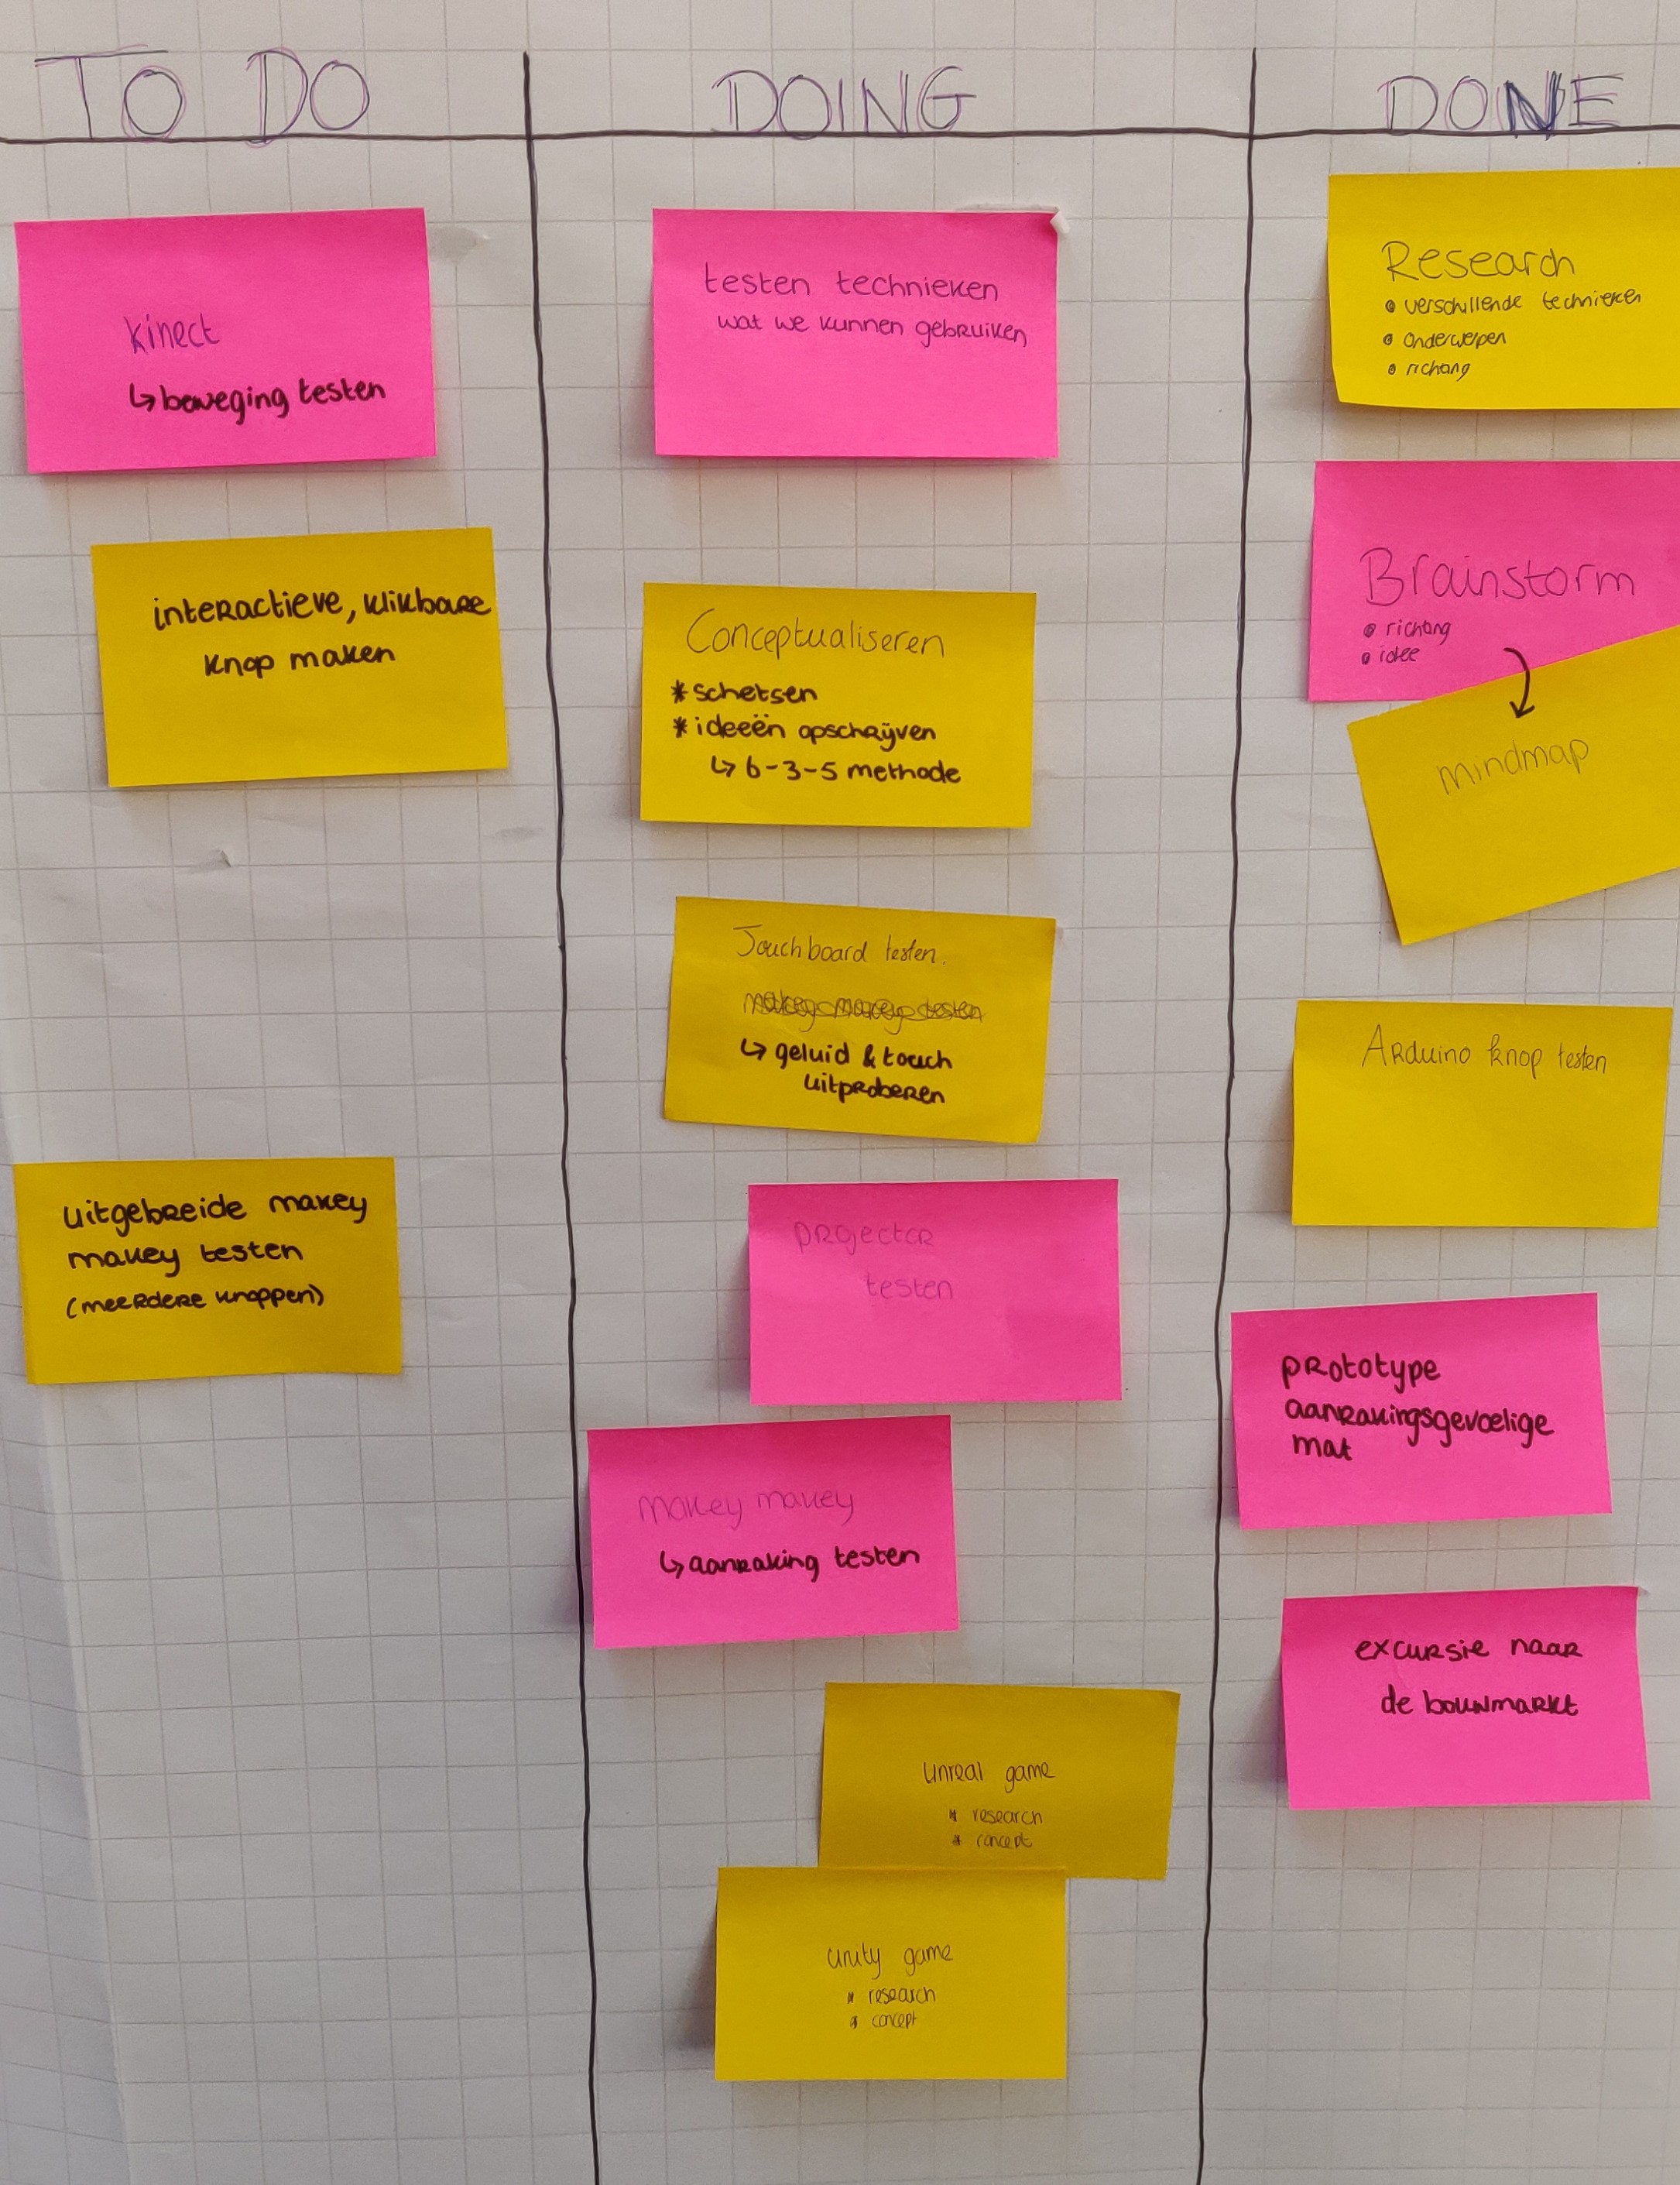 TO DO
kinect
↳ beweging testen
interactieve, klikbare
knop maken
uitgebreide makey
makey testen
(meerdere knoppen)
DOING
testen technieken
wat we kunnen gebruiken
Conceptualiseren
* schetsen
* ideeën opschrijven
↳ 6-3-5 methode
Touchboard testen.
makey makey testen
↳ geluid & touch
uitproberen
projector
testen
makey makey
↳ aanraking testen
unreal game
* research
* concept
unity game
* research
* concept
DONE
Research
• verschillende technieken
• onderwerpen
• richting
Brainstorm
• richting
• idee
mindmap
Arduino knop testen
prototype
aanrakingsgevoelige
mat
excursie naar
de bouwmarkt